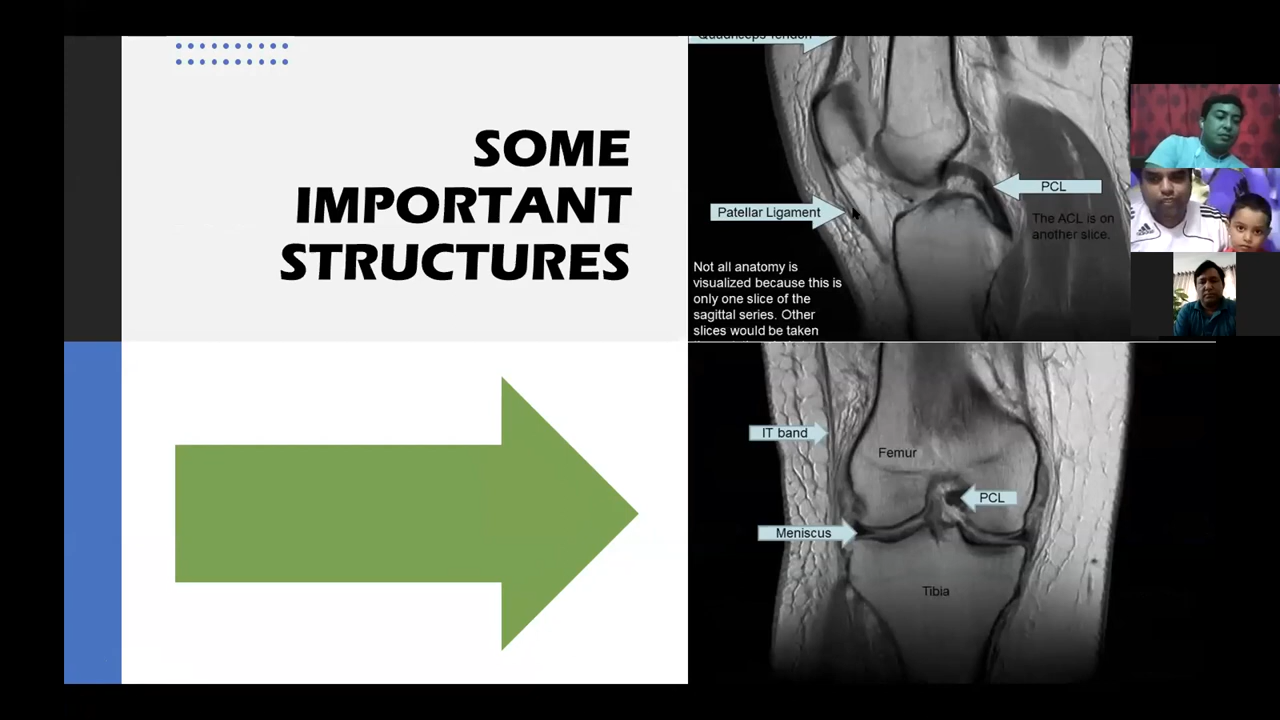 SOME
IMPORTANT
STRUCTURES
Quadriceps Tendon
PCL
Patellar Ligament
The ACL is on
another slice.
Not all anatomy is
visualized because this is
only one slice of the
sagittal series. Other
slices would be taken
IT band
Femur
PCL
Meniscus
Tibia